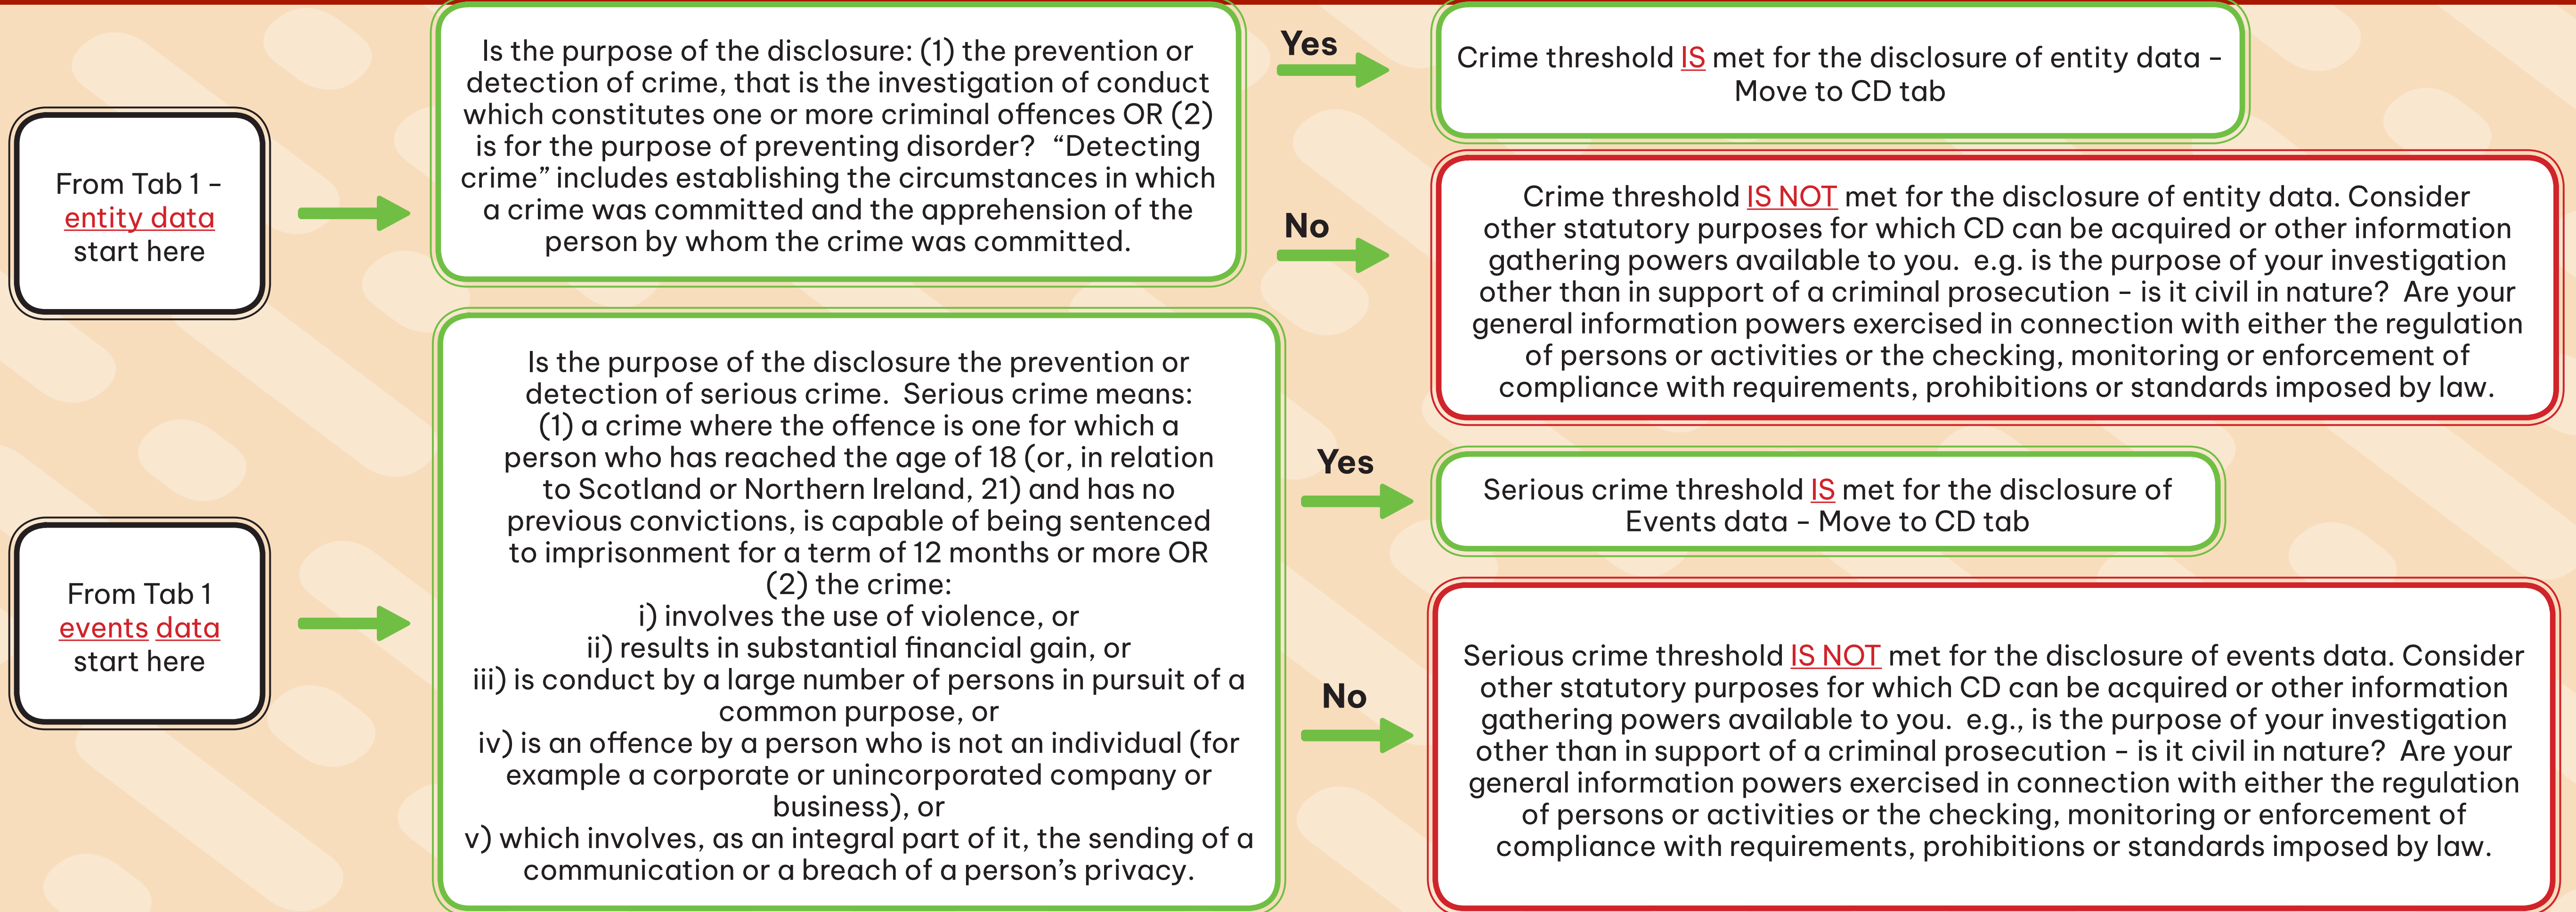 From Tab 1 –
entity data
start here
Is the purpose of the disclosure: (1) the prevention or
detection of crime, that is the investigation of conduct
which constitutes one or more criminal offences OR (2)
is for the purpose of preventing disorder?  “Detecting
crime” includes establishing the circumstances in which
a crime was committed and the apprehension of the
person by whom the crime was committed.
Yes
Crime threshold IS met for the disclosure of entity data –
Move to CD tab
No
Crime threshold IS NOT met for the disclosure of entity data. Consider
other statutory purposes for which CD can be acquired or other information
gathering powers available to you.  e.g. is the purpose of your investigation
other than in support of a criminal prosecution – is it civil in nature?  Are your
general information powers exercised in connection with either the regulation
of persons or activities or the checking, monitoring or enforcement of
compliance with requirements, prohibitions or standards imposed by law.
From Tab 1
events data
start here
Is the purpose of the disclosure the prevention or
detection of serious crime.  Serious crime means:
(1) a crime where the offence is one for which a
person who has reached the age of 18 (or, in relation
to Scotland or Northern Ireland, 21) and has no
previous convictions, is capable of being sentenced
to imprisonment for a term of 12 months or more OR
(2) the crime:
i) involves the use of violence, or
ii) results in substantial financial gain, or
iii) is conduct by a large number of persons in pursuit of a
common purpose, or
iv) is an offence by a person who is not an individual (for
example a corporate or unincorporated company or
business), or
v) which involves, as an integral part of it, the sending of a
communication or a breach of a person’s privacy.
Yes
Serious crime threshold IS met for the disclosure of
Events data – Move to CD tab
No
Serious crime threshold IS NOT met for the disclosure of events data. Consider
other statutory purposes for which CD can be acquired or other information
gathering powers available to you.  e.g., is the purpose of your investigation
other than in support of a criminal prosecution – is it civil in nature?  Are your
general information powers exercised in connection with either the regulation
of persons or activities or the checking, monitoring or enforcement of
compliance with requirements, prohibitions or standards imposed by law.